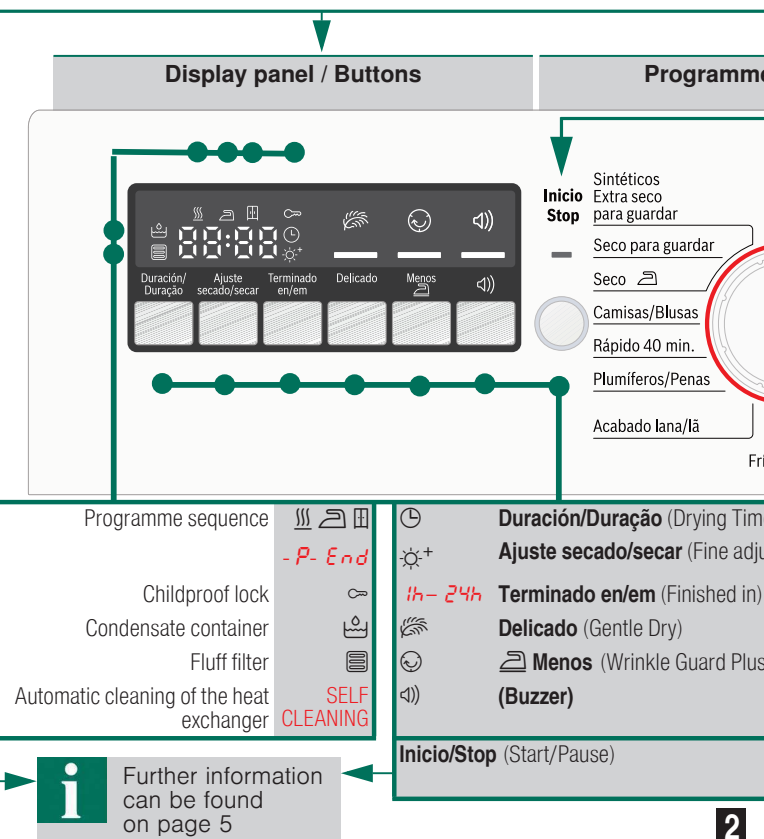 Display panel / Buttons
Programme
Inicio
Stop
Sintéticos
Extra seco
para guardar
Seco para guardar
Seco
Camisas/Blusas
Rápido 40 min.
Plumíferos/Penas
Acabado lana/lã
Fri
88:88
Duración/
Duração
Ajuste
secado/secar
Terminado
en/em
Delicado
Menos
Programme sequence
- P- End
Childproof lock
Condensate container
Fluff filter
Automatic cleaning of the heat
exchanger
SELF
CLEANING
Duración/Duração (Drying Time
Ajuste secado/secar (Fine adju
1h- 24h Terminado en/em (Finished in)
Delicado (Gentle Dry)
Menos (Wrinkle Guard Plus
(Buzzer)
Inicio/Stop (Start/Pause)
i
Further information
can be found
on page 5
2